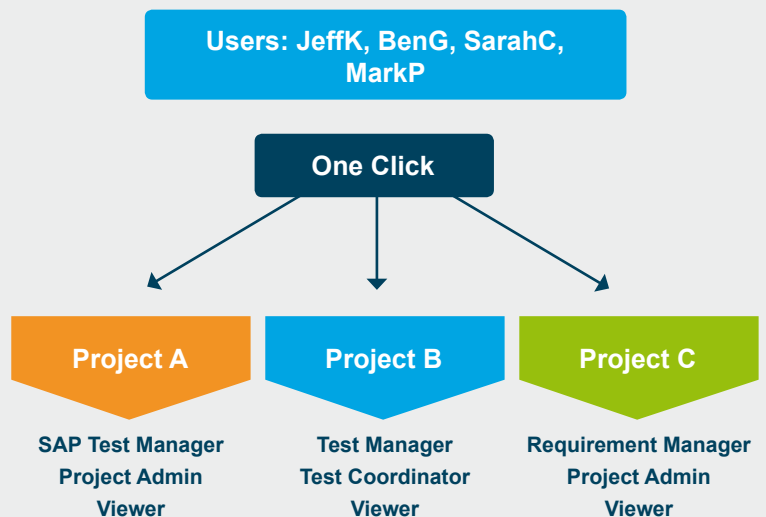 Users: JeffK, BenG, SarahC,
MarkP
One Click
Project A
Project B
Project C
SAP Test Manager
Project Admin
Viewer
Test Manager
Test Coordinator
Viewer
Requirement Manager
Project Admin
Viewer